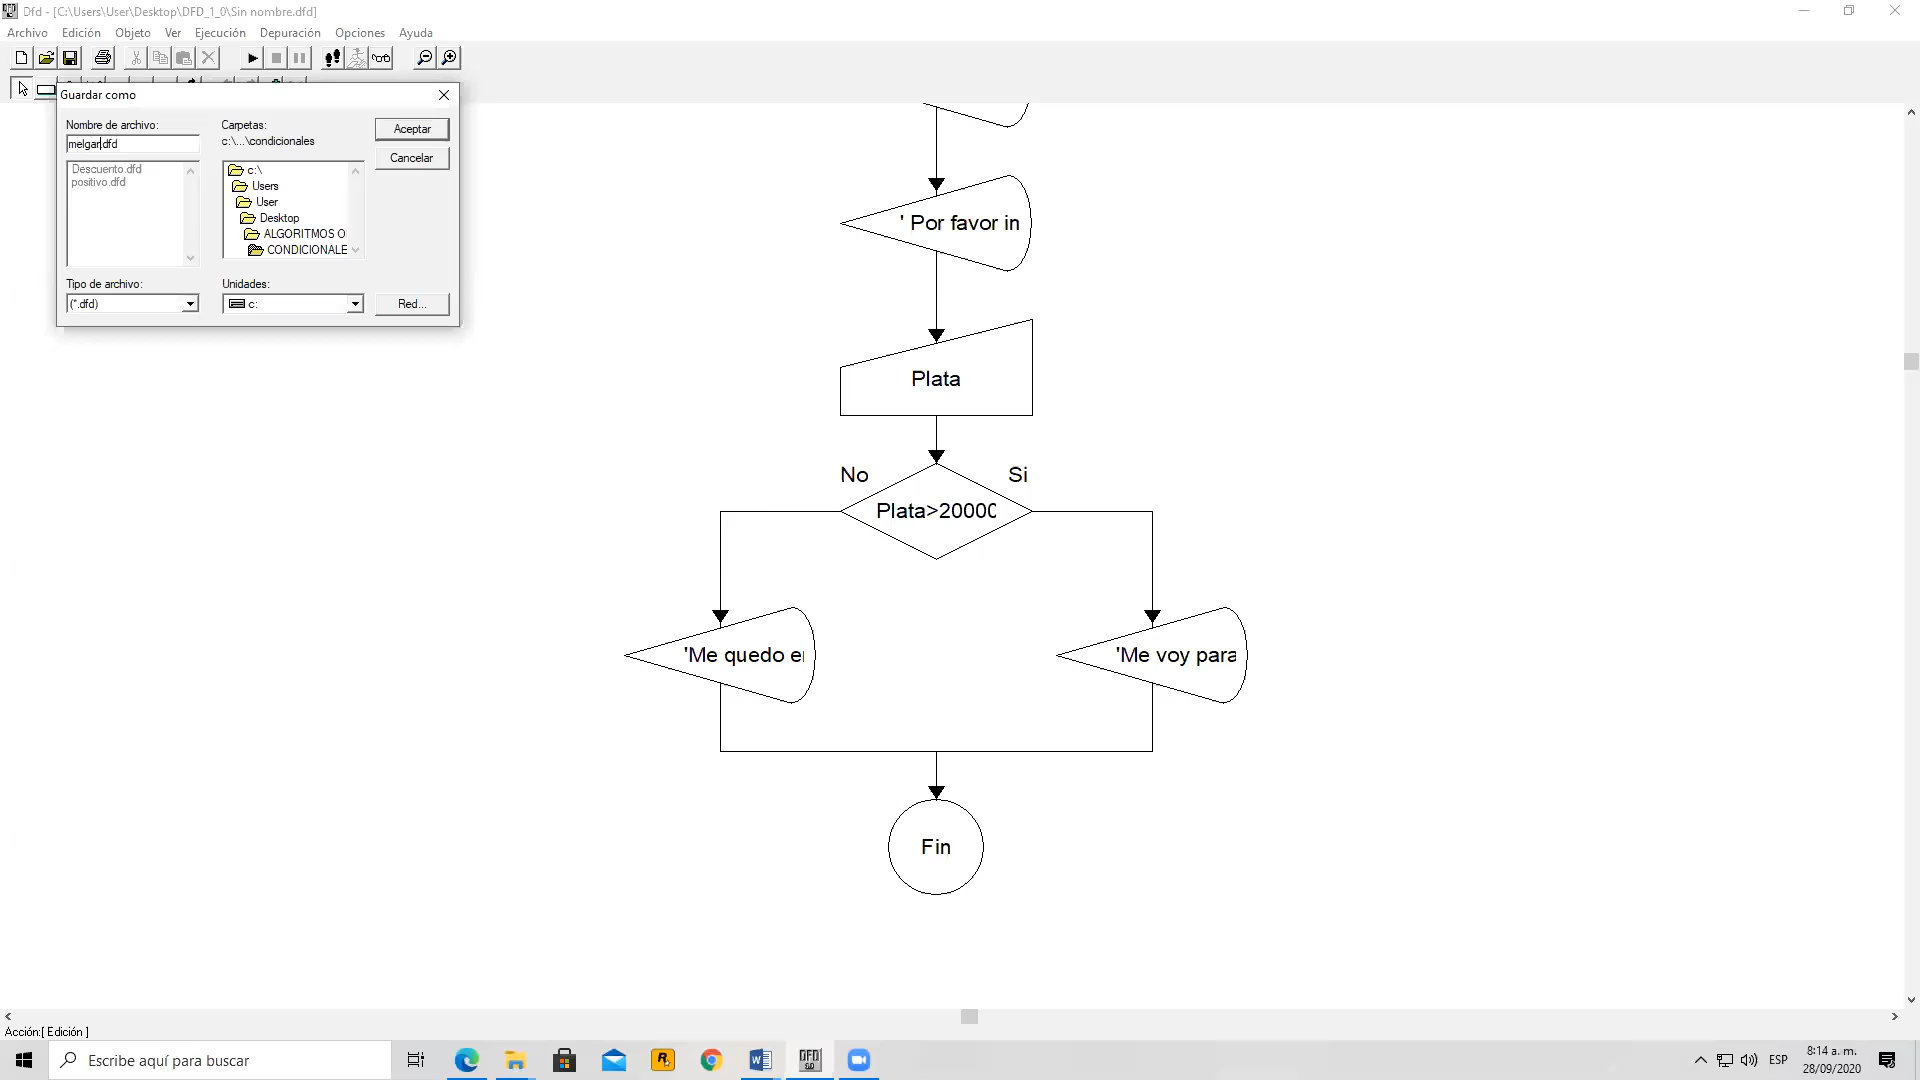 Dfd - [C:\Users\User\Desktop\DFD_1_0\Sin nombre.dfd]
Archivo Edición Objeto Ver Ejecución Depuración Opciones Ayuda
Guardar como
Nombre de archivo:
melgar.dfd
Descuento.dfd
positivo.dfd
Tipo de archivo:
(*.dfd)
Carpetas:
c:\...\condicionales
c:\
Users
User
Desktop
ALGORITMOS O
CONDICIONALE
Unidades:
c:
Aceptar
Cancelar
Red...
' Por favor in
Plata
No Si
Plata>20000
'Me quedo en 'Me voy para
Fin
Acción:[ Edición ]
Escribe aquí para buscar
ESP
8:14 a. m.
28/09/2020